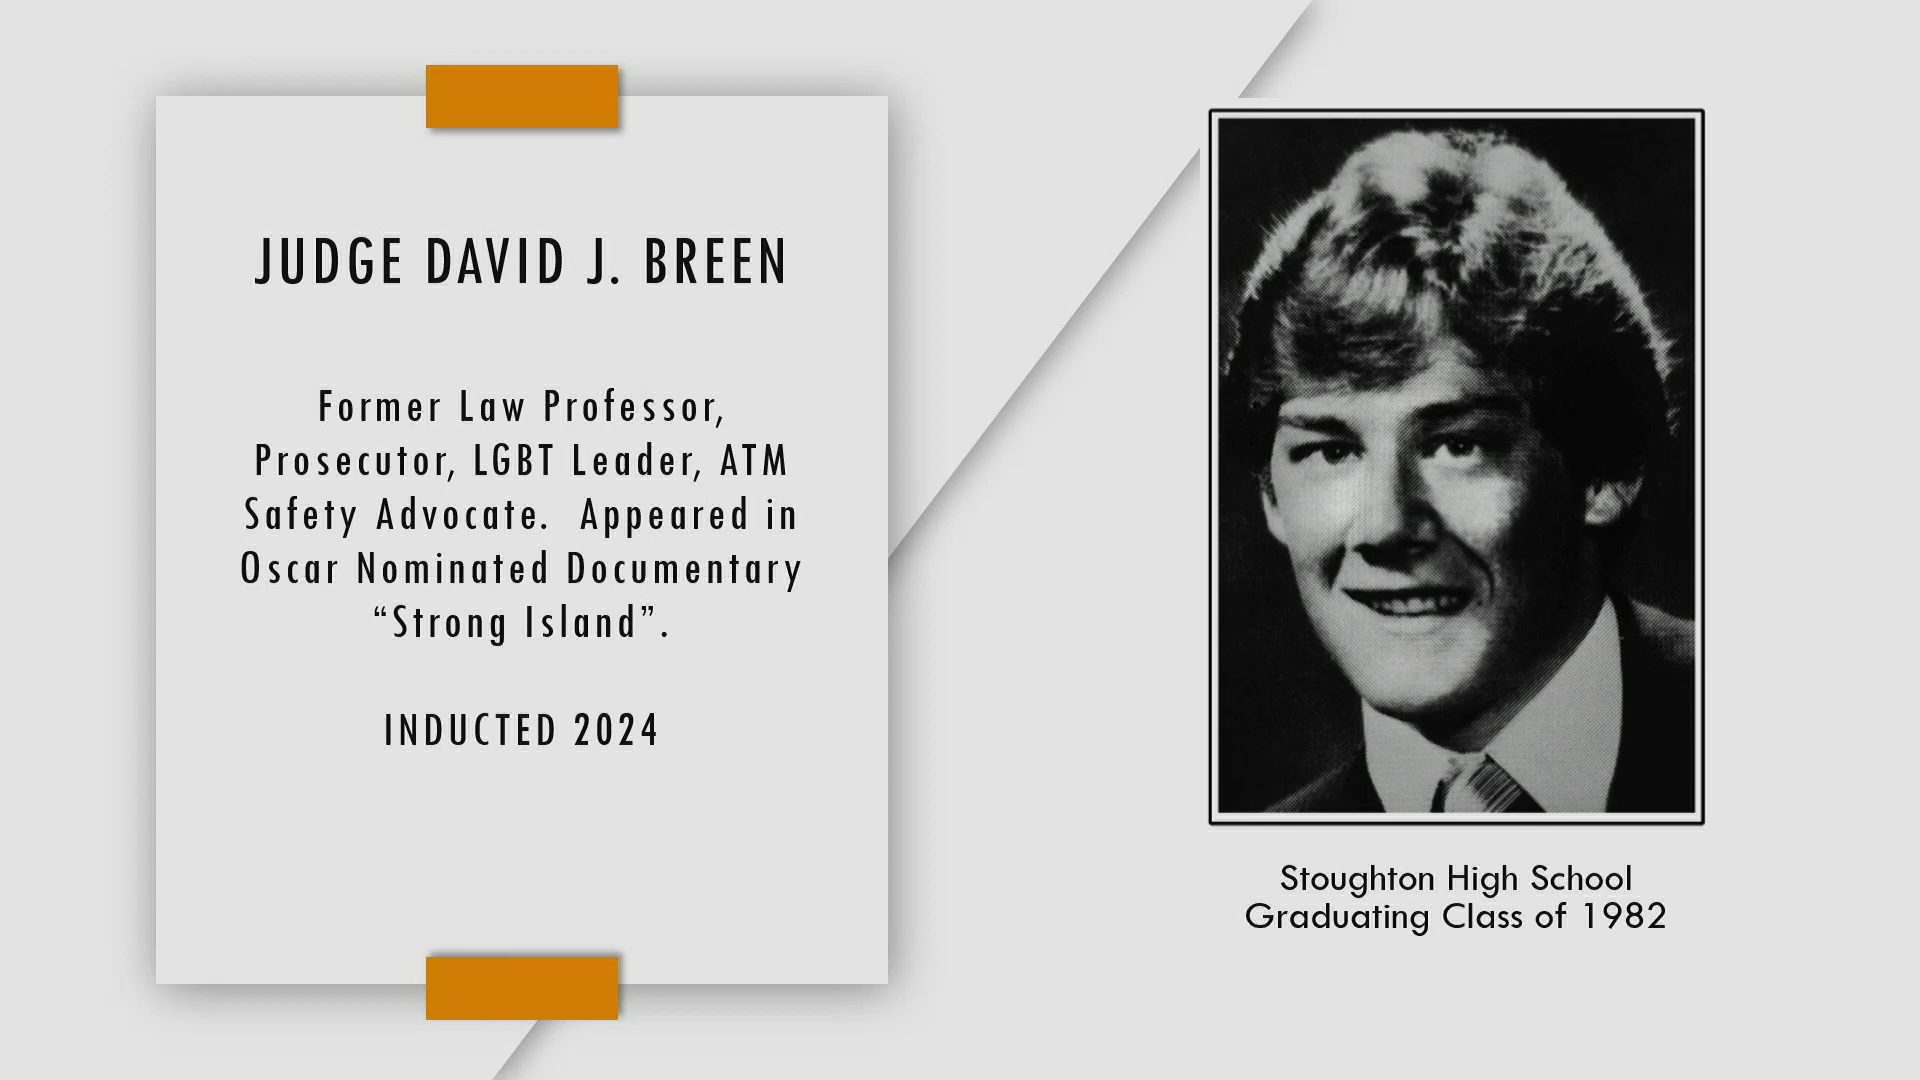 JUDGE DAVID J. BREEN
Former Law Professor,
Prosecutor, LGBT Leader, ATM
Safety Advocate.  Appeared in
Oscar Nominated Documentary
“Strong Island”.
INDUCTED 2024
Stoughton High School
Graduating Class of 1982